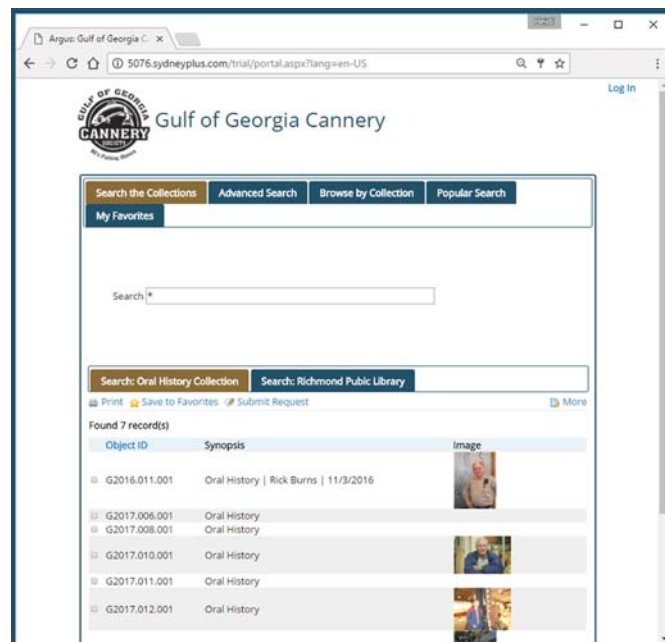 Argus: Gulf of Georgia C
5076.sydneyplus.com/trial/portal.aspx?lang=en-US
Log In
GULF OF GEORGIA
CANNERY
SOCIETY
Gulf of Georgia Cannery
Search the Collections Advanced Search Browse by Collection Popular Search
My Favorites
Search *
Search: Oral History Collection Search: Richmond Pubic Library
Print Save to Favorites Submit Request More
Found 7 record(s)
Object ID Synopsis Image
G2016.011.001 Oral History | Rick Burns | 11/3/2016
G2017.006.001 Oral History
G2017.008.001 Oral History
G2017.010.001 Oral History
G2017.011.001 Oral History
G2017.012.001 Oral History